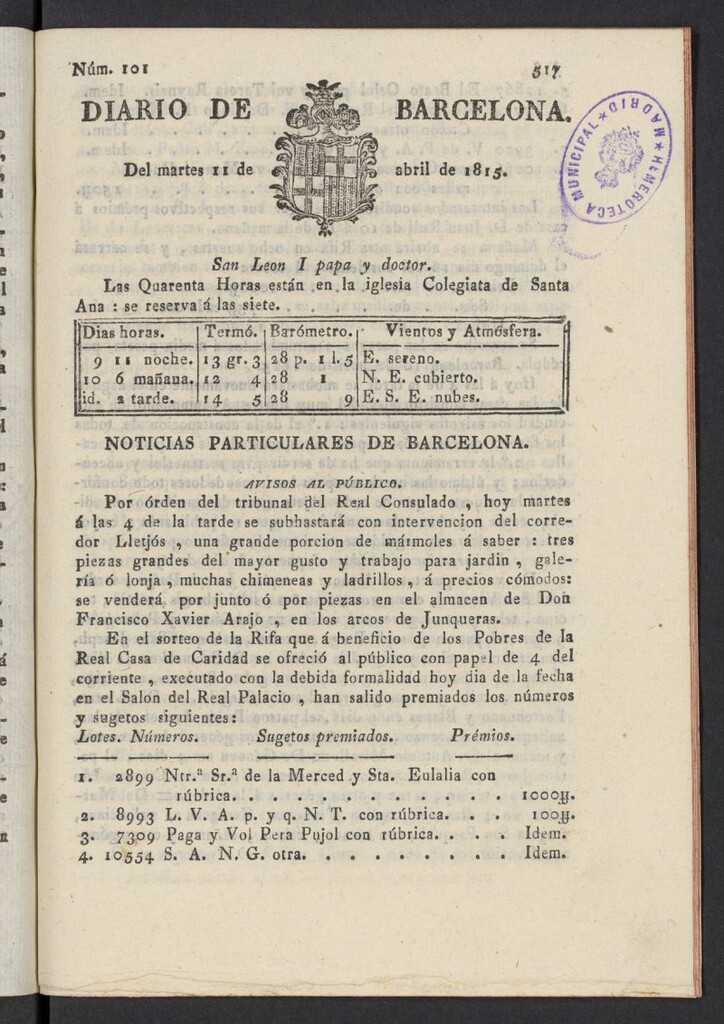 Núm. 101
517
DIARIO DE BARCELONA.
Del martes 11 de abril de 1815.
HEMEROTECA MUNICIPAL ★ MADRID ★
San Leon I papa y doctor.
Las Quarenta Horas están en la iglesia Colegiata de Santa
Ana : se reserva á las siete.
Dias horas. Termó. Barómetro. Vientos y Atmósfera.
9 11 noche. 13 gr. 3 28 p. 1 l. 5 E. sereno.
10 6 mañana. 12 4 28 1 N. E. cubierto.
id. 2 tarde. 14 5 28 9 E. S. E. nubes.
NOTICIAS PARTICULARES DE BARCELONA.
AVISOS AL PÚBLICO.
Por órden del tribunal del Real Consulado , hoy martes
á las 4 de la tarde se subhastará con intervencion del corre-
dor Lletjós , una grande porcion de mármoles á saber : tres
piezas grandes del mayor gusto y trabajo para jardin , gale-
ría ó lonja , muchas chimeneas y ladrillos , á precios cómodos:
se venderá por junto ó por piezas en el almacen de Don
Francisco Xavier Arajo , en los arcos de Junqueras.
En el sorteo de la Rifa que á beneficio de los Pobres de la
Real Casa de Caridad se ofreció al público con papel de 4 del
corriente , executado con la debida formalidad hoy dia de la fecha
en el Salon del Real Palacio , han salido premiados los números
y sugetos siguientes:
Lotes. Números. Sugetos premiados. Prémios.
1. 2899 Ntr.ª Sr.ª de la Merced y Sta. Eulalia con
rúbrica. . . . . . . . . . . . 1000 ₶.
2. 8993 L. V. A. p. y q. N. T. con rúbrica. . . 100 ₶.
3. 7309 Paga y Vol Pera Pujol con rúbrica. . . . Idem.
4. 10554 S. A. N. G. otra. . . . . . . . . Idem.